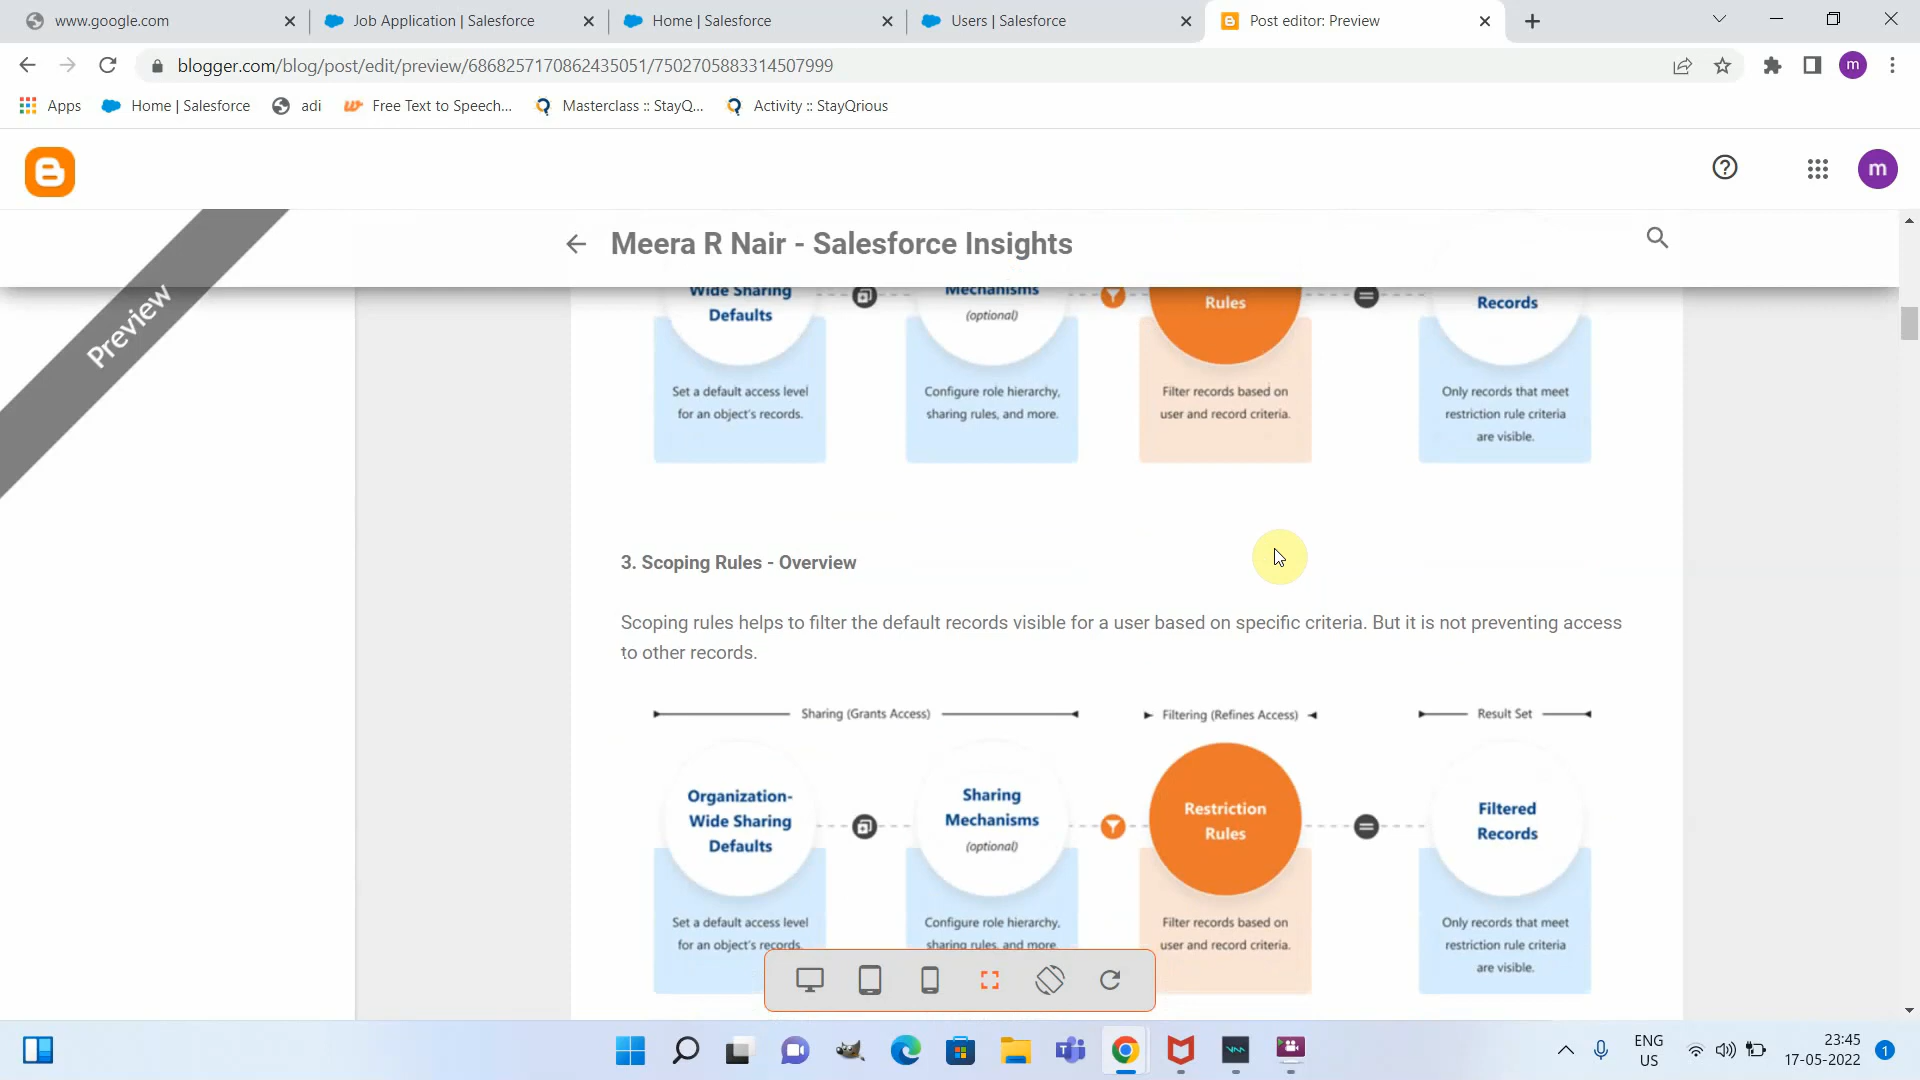 www.google.com
Job Application | Salesforce
Home | Salesforce
Users | Salesforce
Post editor: Preview
blogger.com/blog/post/edit/preview/6868257170862435051/7502705883314507999
m
Apps
Home | Salesforce
adi
Free Text to Speech...
Masterclass :: StayQ...
Activity :: StayQrious
m
Meera R Nair - Salesforce Insights
Preview
Wide Sharing
Defaults
Mechanisms
(optional)
Rules
Records
Set a default access level
for an object's records.
Configure role hierarchy,
sharing rules, and more.
Filter records based on
user and record criteria.
Only records that meet
restriction rule criteria
are visible.
3. Scoping Rules - Overview
Scoping rules helps to filter the default records visible for a user based on specific criteria. But it is not preventing access
to other records.
Sharing (Grants Access)
Filtering (Refines Access)
Result Set
Organization-
Wide Sharing
Defaults
Sharing
Mechanisms
(optional)
Restriction
Rules
Filtered
Records
Set a default access level
for an object's records.
Configure role hierarchy,
sharing rules, and more.
Filter records based on
user and record criteria.
Only records that meet
restriction rule criteria
are visible.
ENG
US
23:45
17-05-2022
1